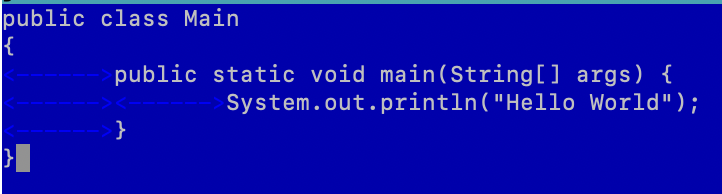 public class Main
{
<------>public static void main(String[] args) {
<------><------>System.out.println("Hello World");
<------>}
}